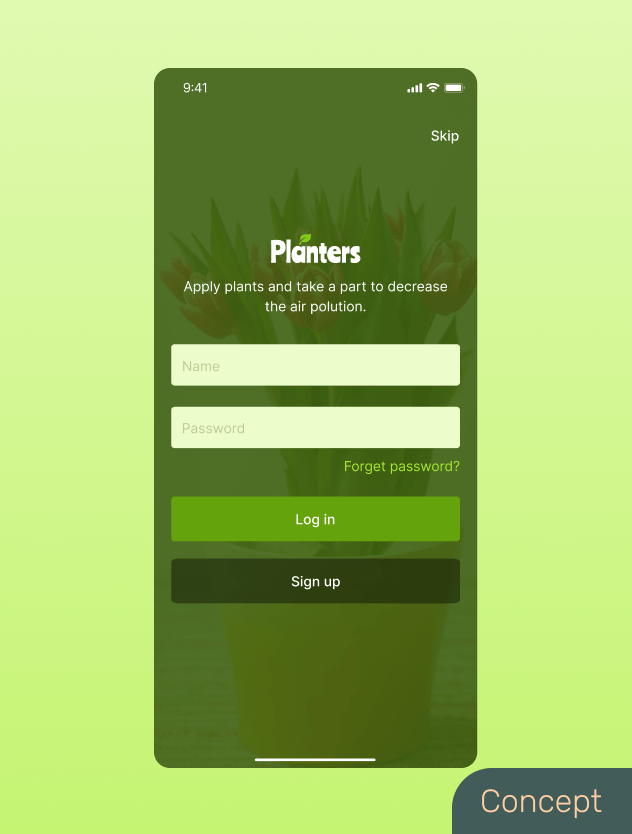 9:41
Skip
Planters
Apply plants and take a part to decrease
the air polution.
Name
Password
Forget password?
Log in
Sign up
Concept